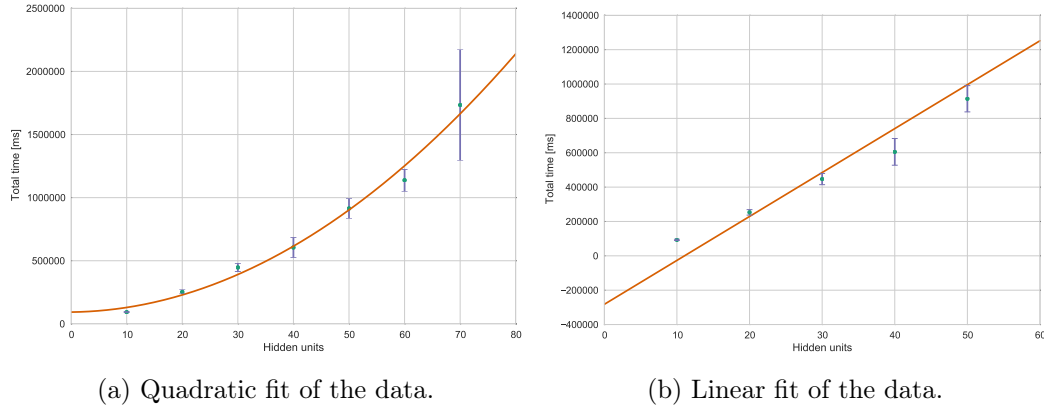 2500000
2000000
1500000
1000000
500000
0
Total time [ms]
0 10 20 30 40 50 60 70 80
Hidden units
(a) Quadratic fit of the data.
1400000
1200000
1000000
800000
600000
400000
200000
0
−200000
−400000
Total time [ms]
0 10 20 30 40 50 60
Hidden units
(b) Linear fit of the data.